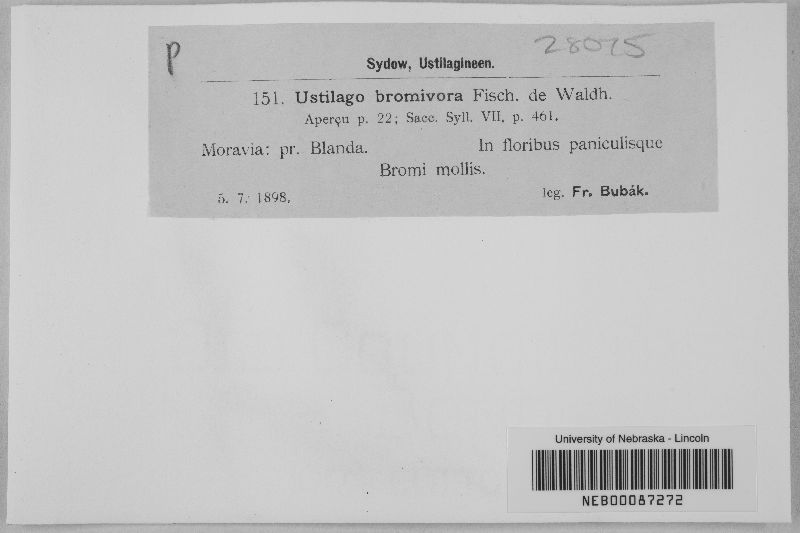 p
28075
Sydow, Ustilagineen.
151. Ustilago bromivora Fisch. de Waldh.
Aperçu p. 22; Sacc. Syll. VII, p. 461.
Moravia: pr. Blanda. In floribus paniculisque
Bromi mollis.
5. 7. 1898. leg. Fr. Bubák.
University of Nebraska - Lincoln
NEB00087272